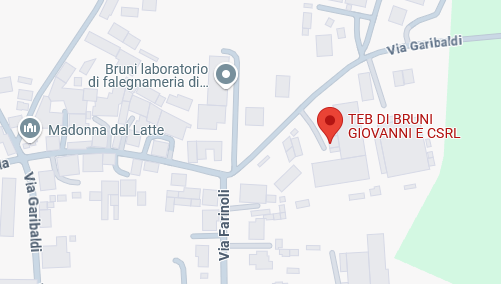 Via Garibaldi
Bruni laboratorio
di falegnameria di...
TEB DI BRUNI
GIOVANNI E CSRL
Madonna del Latte
ia
Via Garibaldi
Via Farinoli